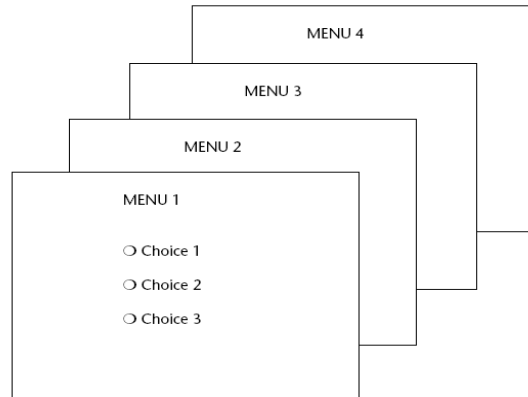 MENU 4
MENU 3
MENU 2
MENU 1
❍ Choice 1
❍ Choice 2
❍ Choice 3